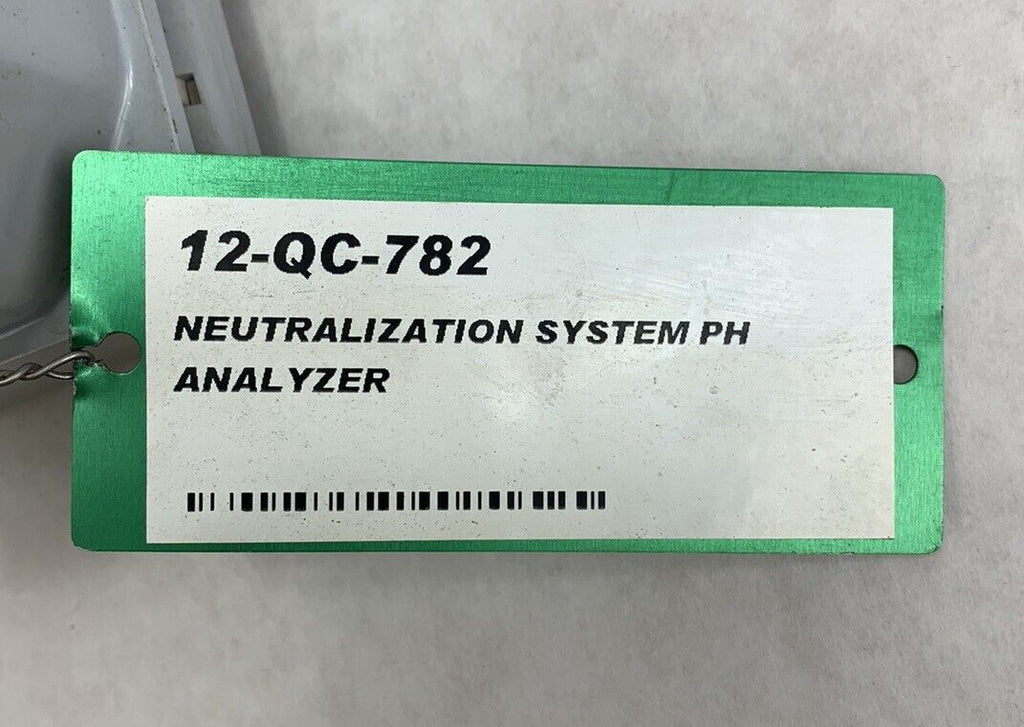 12-QC-782
NEUTRALIZATION SYSTEM PH
ANALYZER